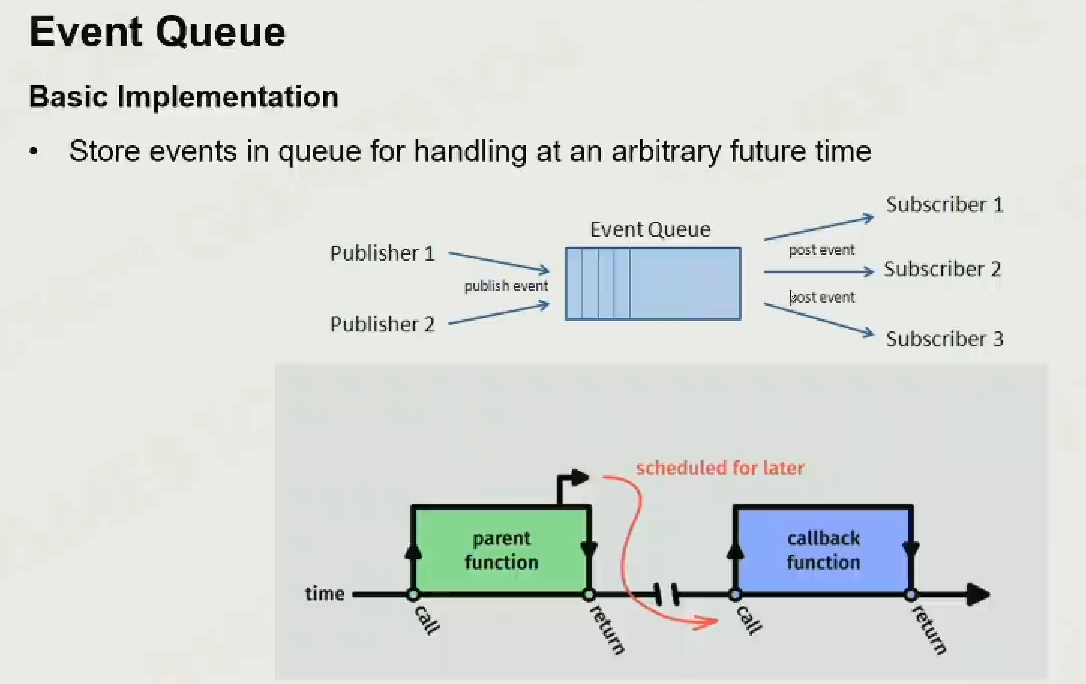 Event Queue
Basic Implementation
• Store events in queue for handling at an arbitrary future time
Event Queue
Publisher 1
publish event
Publisher 2
Subscriber 1
post event
Subscriber 2
post event
Subscriber 3
scheduled for later
parent
function
callback
function
time
call
return
call
return